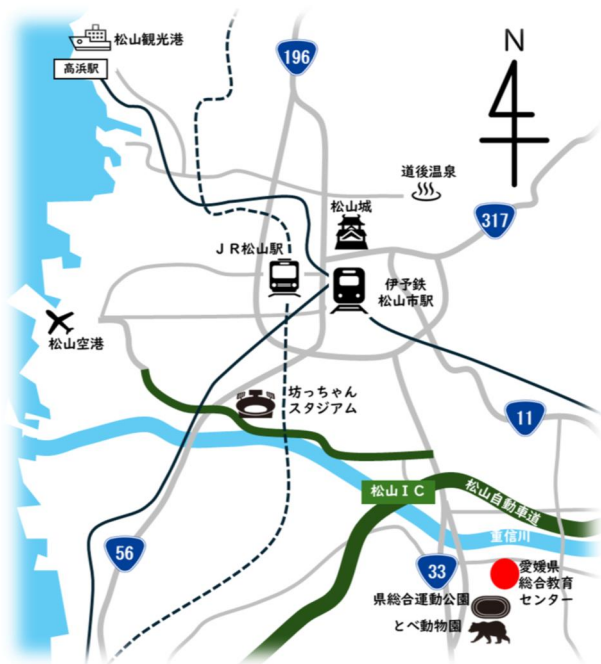 松山観光港
高浜駅
196
N
道後温泉
松山城
317
ＪＲ松山駅
伊予鉄
松山市駅
松山空港
坊っちゃん
スタジアム
11
松山ＩＣ
松山自動車道
重信川
56
33
愛媛県
総合教育
センター
県総合運動公園
とべ動物園